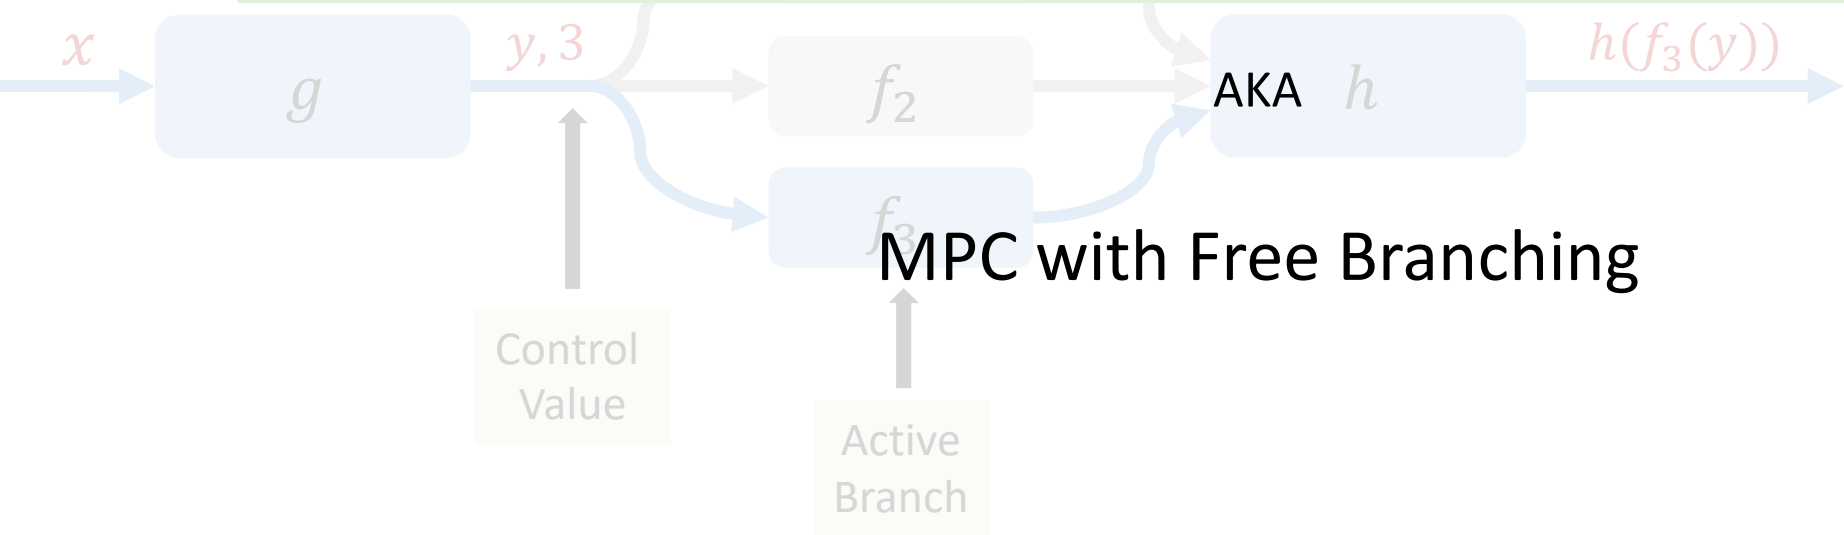 x
y, 3
h(f₃(y))
g
f₂
AKA
h
f₃
MPC with Free Branching
Control
Value
Active
Branch